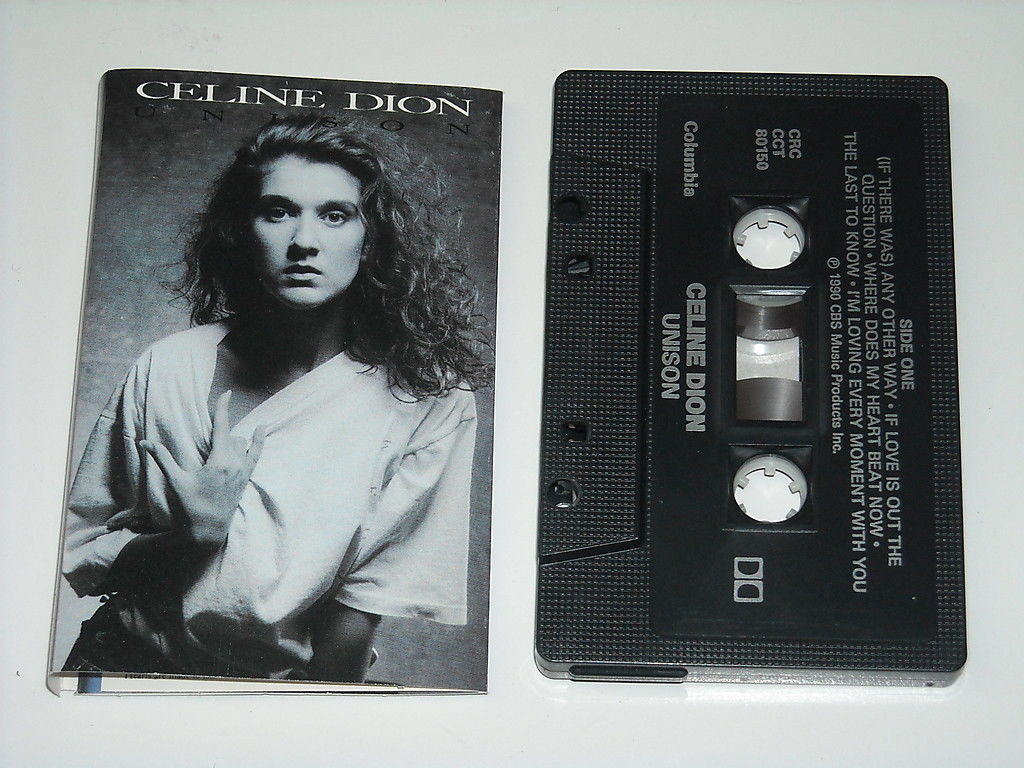 CELINE DION
UNISON
SIDE ONE
(IF THERE WAS) ANY OTHER WAY • IF LOVE IS OUT THE
QUESTION • WHERE DOES MY HEART BEAT NOW •
THE LAST TO KNOW • I'M LOVING EVERY MOMENT WITH YOU
℗ 1990 CBS Music Products Inc.
CRC
CCT
80150
Columbia
CELINE DION
UNISON